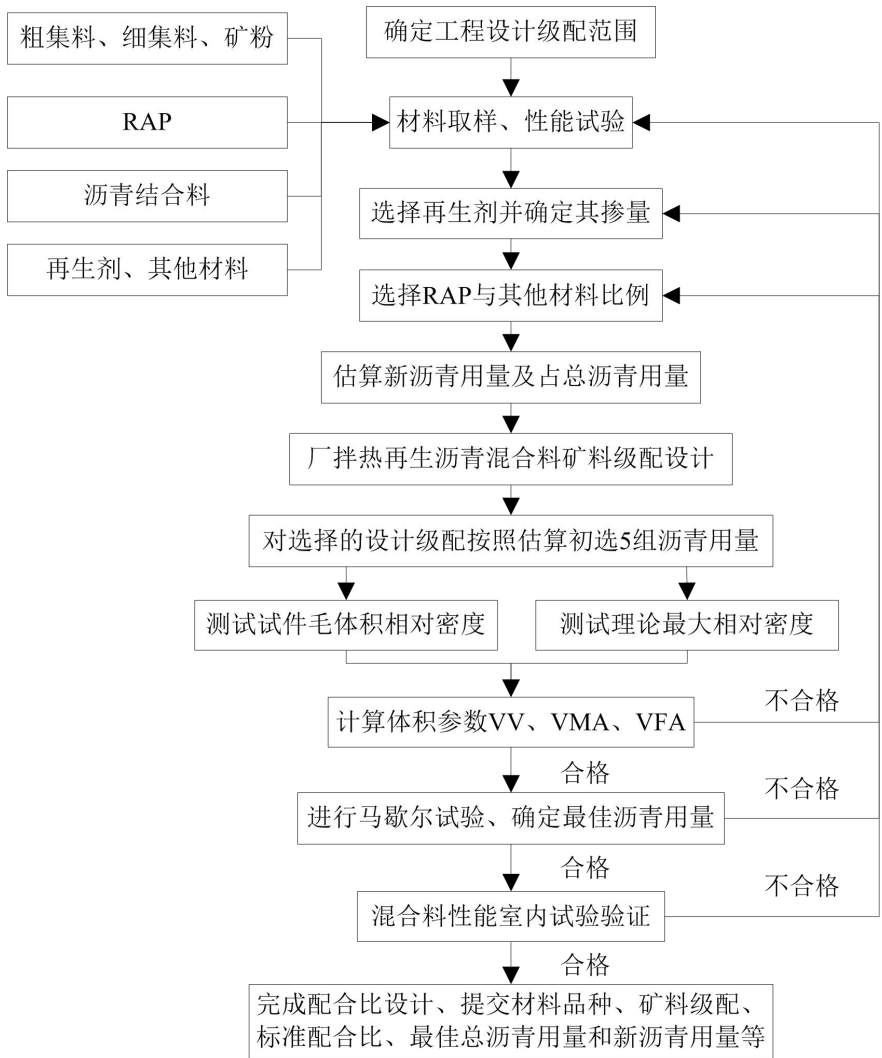 粗集料、细集料、矿粉
RAP
沥青结合料
再生剂、其他材料
确定工程设计级配范围
材料取样、性能试验
选择再生剂并确定其掺量
选择RAP与其他材料比例
估算新沥青用量及占总沥青用量
厂拌热再生沥青混合料矿料级配设计
对选择的设计级配按照估算初选5组沥青用量
测试试件毛体积相对密度
测试理论最大相对密度
计算体积参数VV、VMA、VFA
不合格
合格
进行马歇尔试验、确定最佳沥青用量
不合格
合格
混合料性能室内试验验证
不合格
合格
完成配合比设计、提交材料品种、矿料级配、
标准配合比、最佳总沥青用量和新沥青用量等